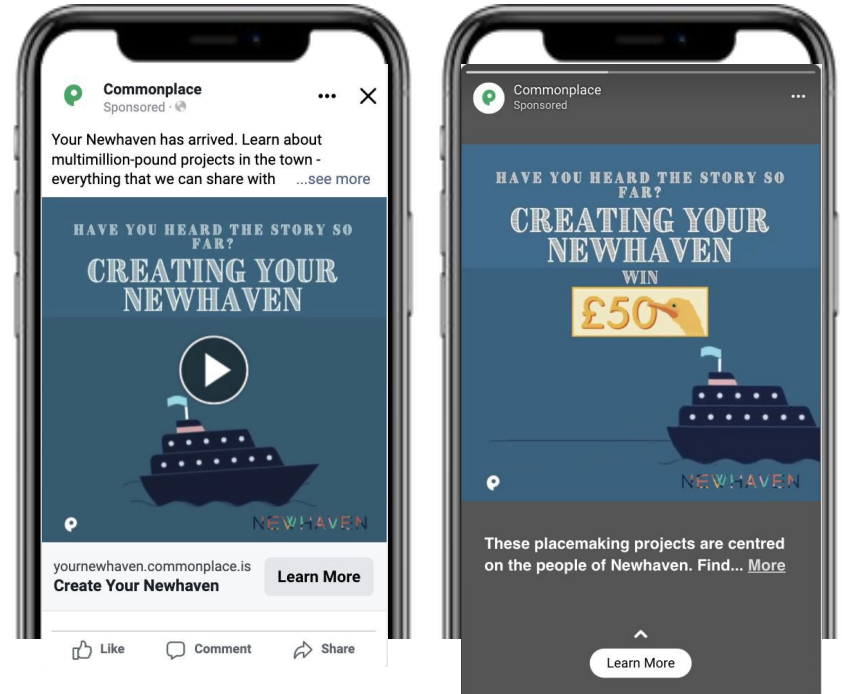 Commonplace
Sponsored ·
Your Newhaven has arrived. Learn about
multimillion-pound projects in the town -
everything that we can share with ...see more
HAVE YOU HEARD THE STORY SO
FAR?
CREATING YOUR
NEWHAVEN
NEWHAVEN
yournewhaven.commonplace.is
Create Your Newhaven
Learn More
Like
Comment
Share
Commonplace
Sponsored
HAVE YOU HEARD THE STORY SO
FAR?
CREATING YOUR
NEWHAVEN
WIN
£50
NEWHAVEN
These placemaking projects are centred
on the people of Newhaven. Find... More
Learn More